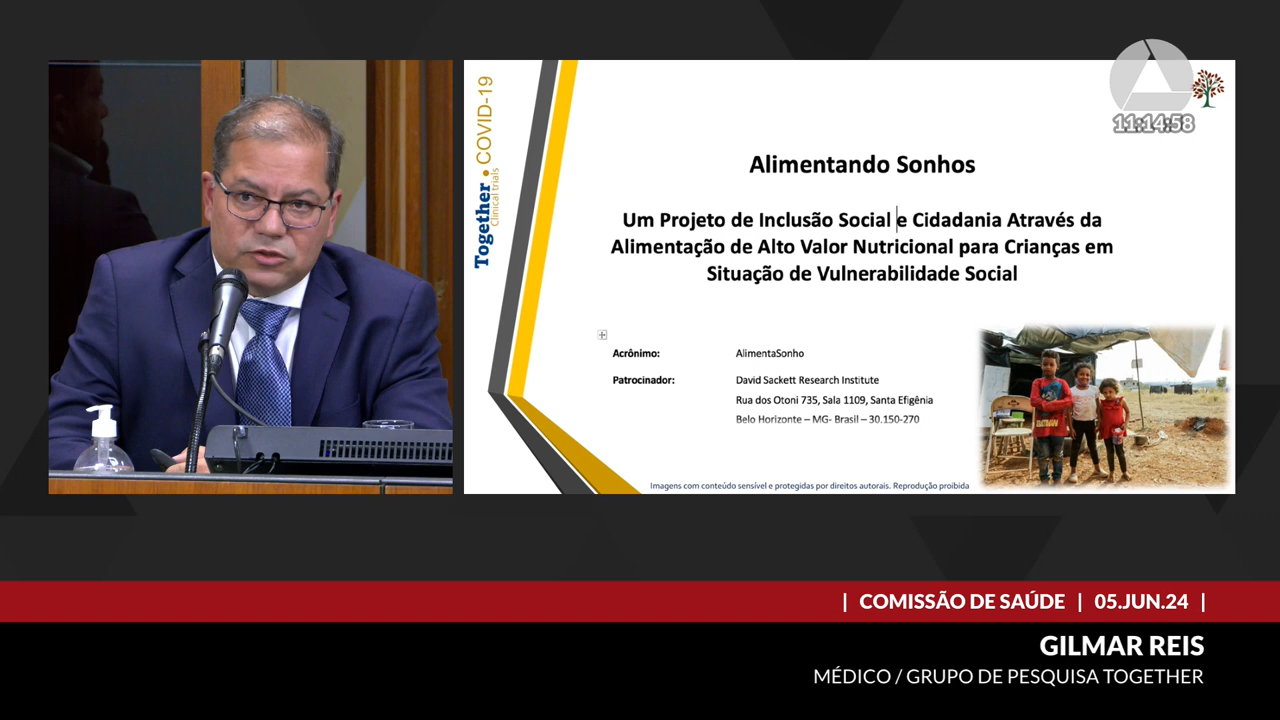 11:14:58
Together
Clinical trials
COVID-19
Alimentando Sonhos
Um Projeto de Inclusão Social e Cidadania Através da
Alimentação de Alto Valor Nutricional para Crianças em
Situação de Vulnerabilidade Social
Acrônimo: AlimentaSonho
Patrocinador: David Sackett Research Institute
Rua dos Otoni 735, Sala 1109, Santa Efigênia
Belo Horizonte – MG- Brasil – 30.150-270
Imagens com conteúdo sensível e protegidas por direitos autorais. Reprodução proibida
| COMISSÃO DE SAÚDE | 05.JUN.24 |
GILMAR REIS
MÉDICO / GRUPO DE PESQUISA TOGETHER